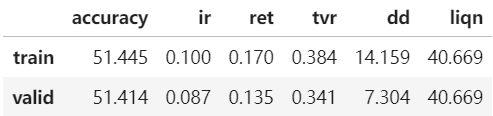 accuracy ir ret tvr dd liqn
train 51.445 0.100 0.170 0.384 14.159 40.669
valid 51.414 0.087 0.135 0.341 7.304 40.669